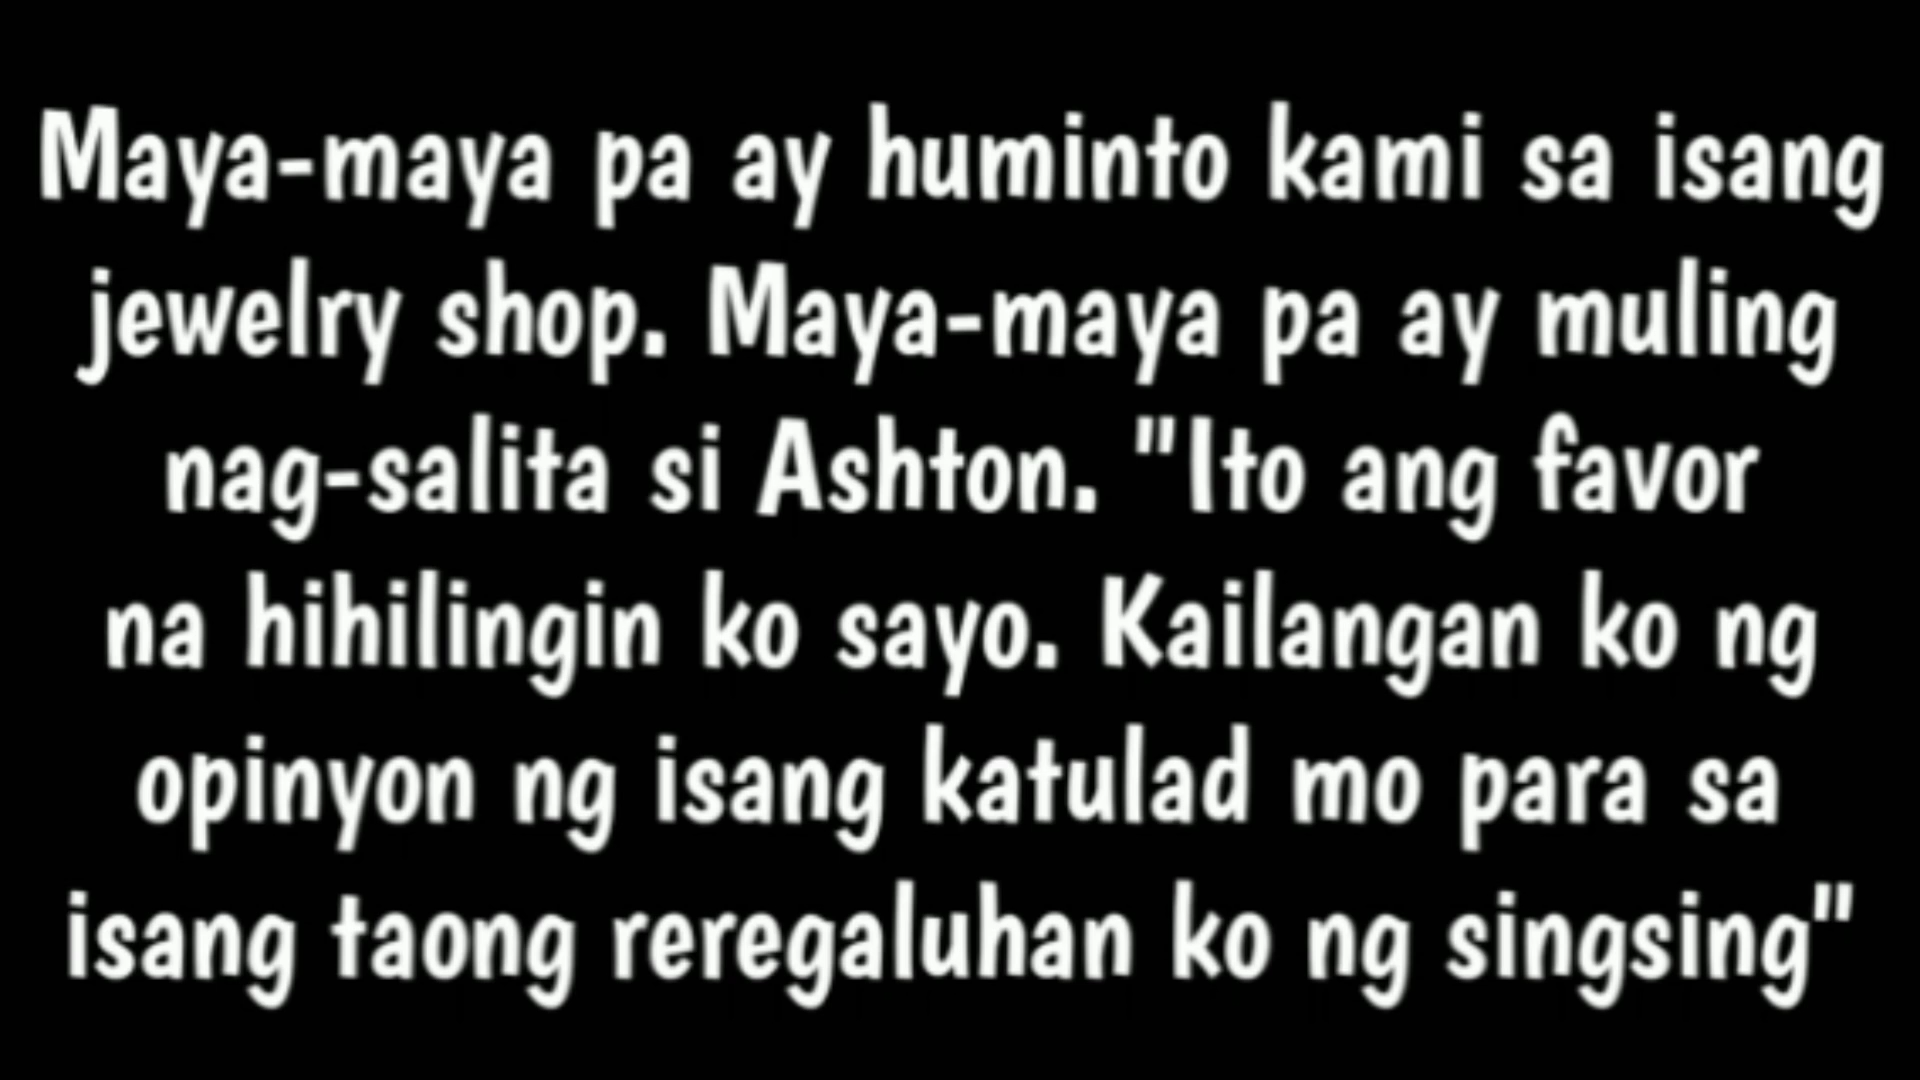 Maya-maya pa ay huminto kami sa isang
jewelry shop. Maya-maya pa ay muling
nag-salita si Ashton. "Ito ang favor
na hihilingin ko sayo. Kailangan ko ng
opinyon ng isang katulad mo para sa
isang taong reregaluhan ko ng singsing"